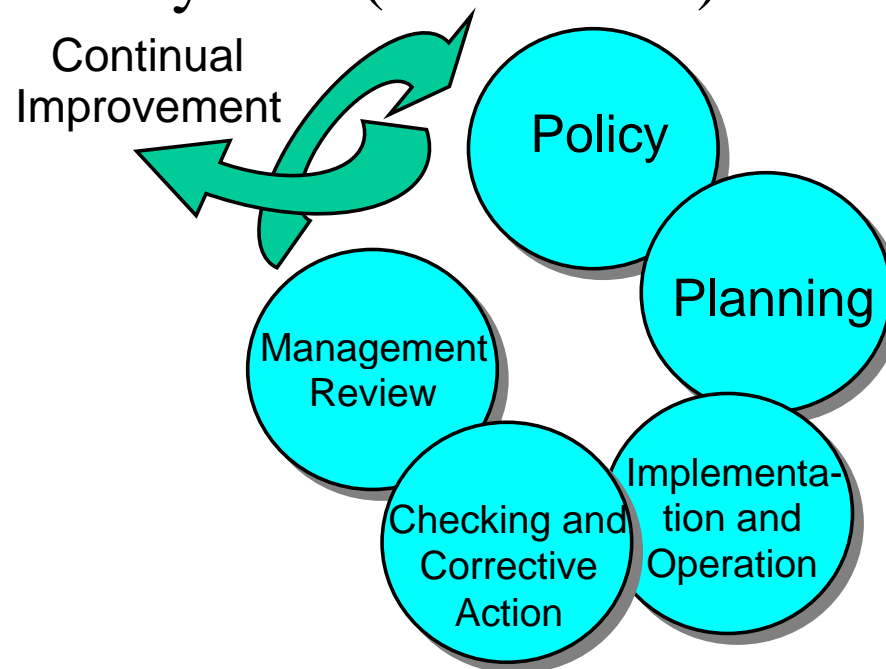 Continual
Improvement
Policy
Planning
Management
Review
Implementa-
tion and
Operation
Checking and
Corrective
Action